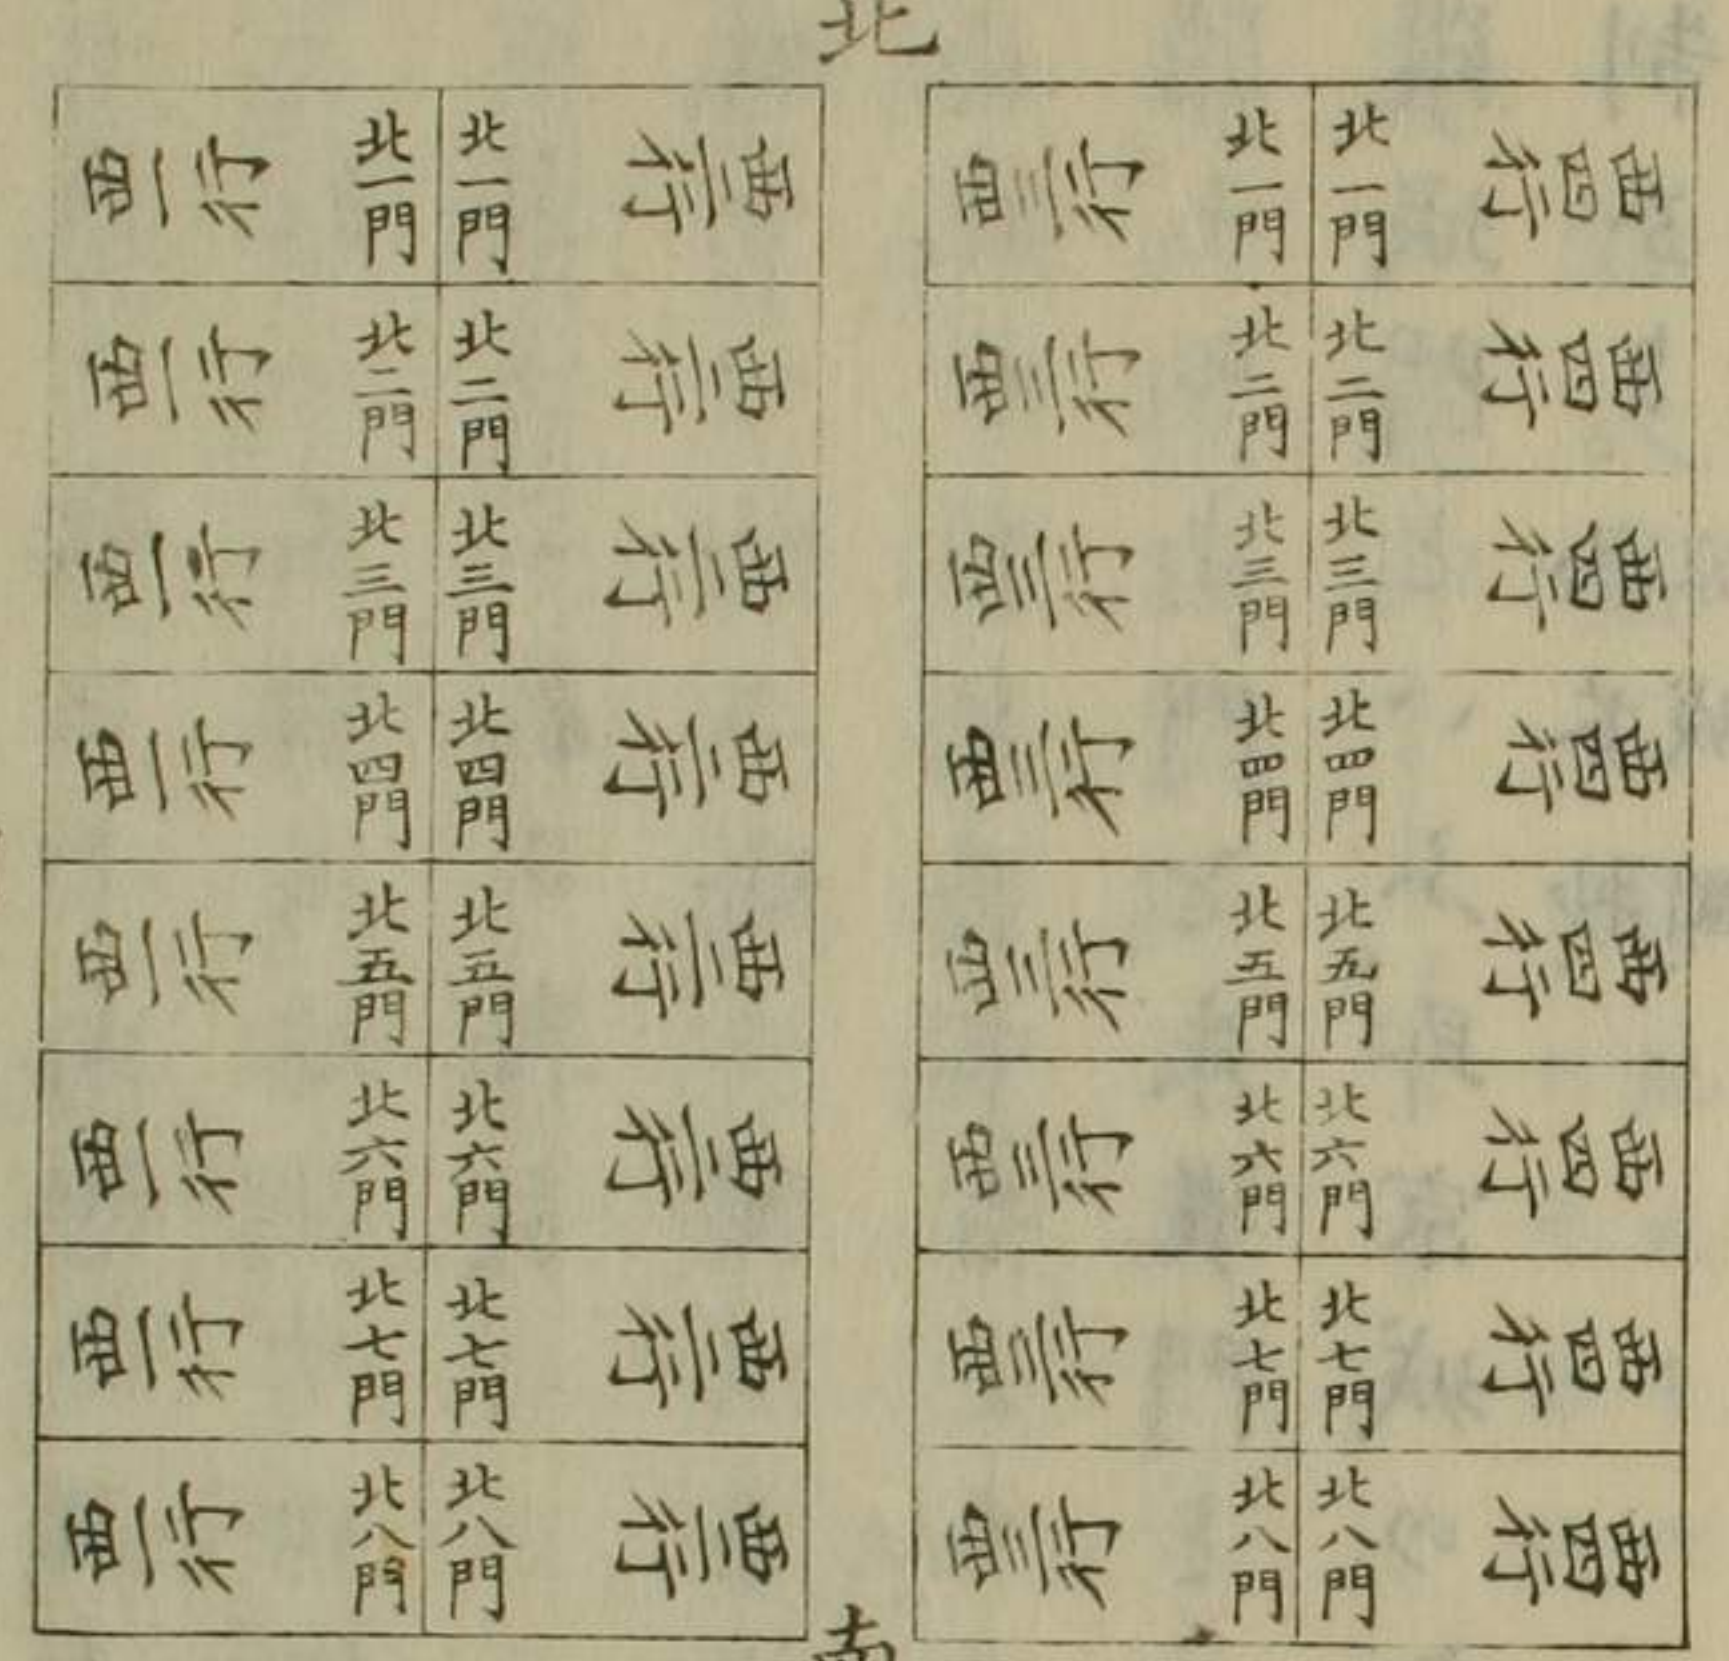 北
西一行 北一門 北一門 西二行 西三行 北一門 北一門 西四行
西一行 北二門 北二門 西二行 西三行 北二門 北二門 西四行
西一行 北三門 北三門 西二行 西三行 北三門 北三門 西四行
西一行 北四門 北四門 西二行 西三行 北四門 北四門 西四行
西一行 北五門 北五門 西二行 西三行 北五門 北五門 西四行
西一行 北六門 北六門 西二行 西三行 北六門 北六門 西四行
西一行 北七門 北七門 西二行 西三行 北七門 北七門 西四行
西一行 北八門 北八門 西二行 西三行 北八門 北八門 西四行
南